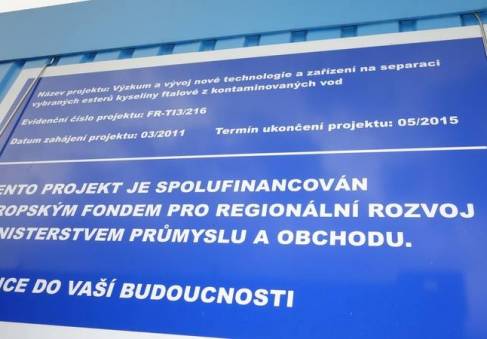 Název projektu: Výzkum a vývoj nové technologie a zařízení na separaci
vybraných esterů kyseliny ftalové z kontaminovaných vod
Evidenční číslo projektu: FR-TI3/216
Datum zahájení projektu: 03/2011 Termín ukončení projektu: 05/2015
ENTO PROJEKT JE SPOLUFINANCOVÁN
ROPSKÝM FONDEM PRO REGIONÁLNÍ ROZVOJ
NISTERSTVEM PRŮMYSLU A OBCHODU.
ICE DO VAŠÍ BUDOUCNOSTI